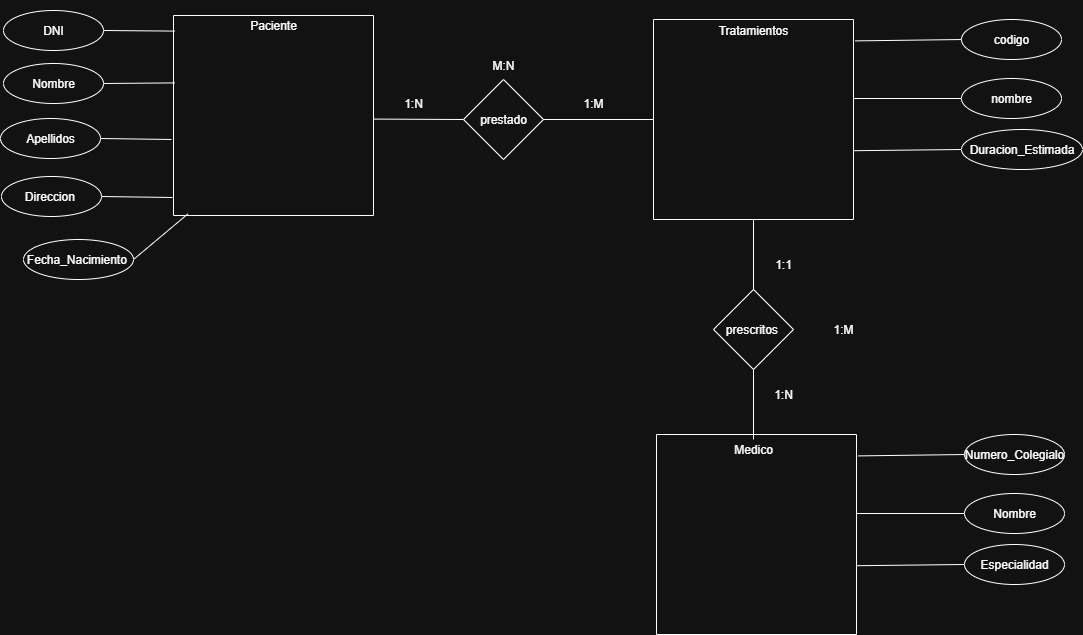 Paciente
DNI
Nombre
Apellidos
Direccion
Fecha_Nacimiento
M:N
1:N
prestado
1:M
Tratamientos
codigo
nombre
Duracion_Estimada
1:1
prescritos
1:M
1:N
Medico
Numero_Colegialo
Nombre
Especialidad